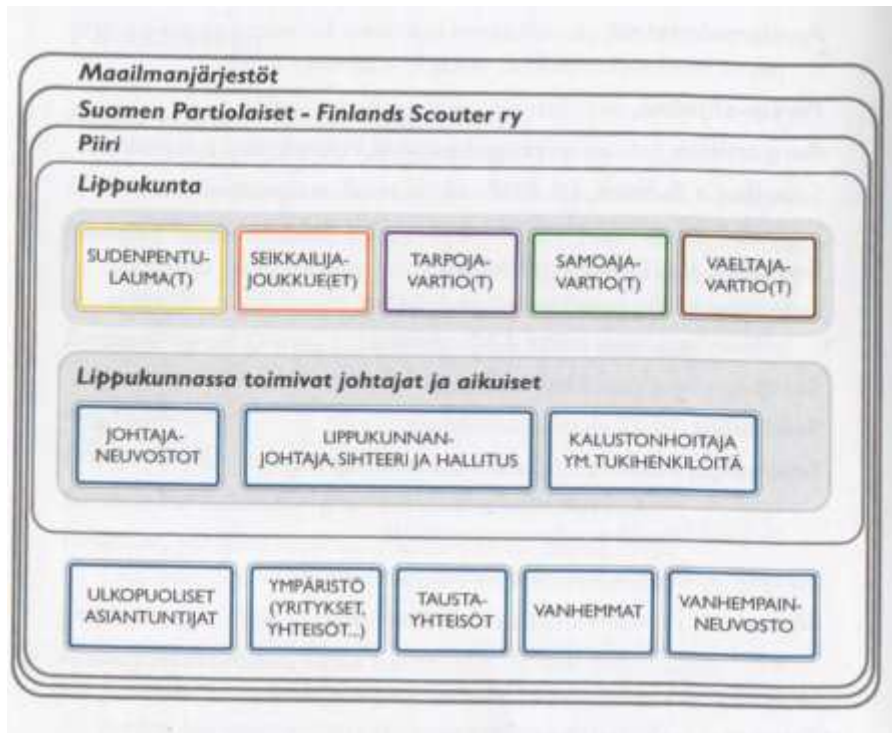 Maailmanjärjestöt
Suomen Partiolaiset - Finlands Scouter ry
Piiri
Lippukunta
SUDENPENTU-
LAUMA(T)
SEIKKAILIJA-
JOUKKUE(ET)
TARPOJA-
VARTIO(T)
SAMOAJA-
VARTIO(T)
VAELTAJA-
VARTIO(T)
Lippukunnassa toimivat johtajat ja aikuiset
JOHTAJA-
NEUVOSTOT
LIPPUKUNNAN-
JOHTAJA, SIHTEERI JA HALLITUS
KALUSTONHOITAJA
YM. TUKIHENKILÖITÄ
ULKOPUOLISET
ASIANTUNTIJAT
YMPÄRISTÖ
(YRITYKSET,
YHTEISÖT...)
TAUSTA-
YHTEISÖT
VANHEMMAT
VANHEMPAIN-
NEUVOSTO